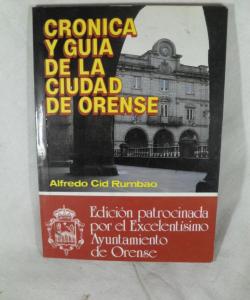 CRONICA
Y GUIA
DE LA
CIUDAD
DE ORENSE
Alfredo Cid Rumbao
Edición patrocinada
por el Excelentísimo
Ayuntamiento
de Orense